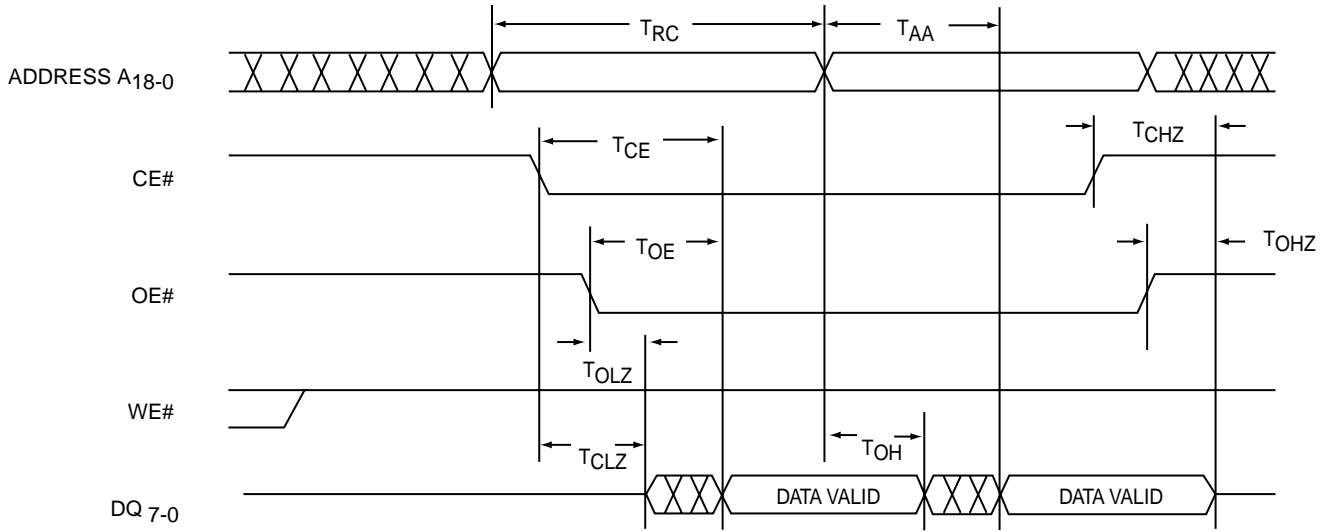 TRC
TAA
ADDRESS A18-0
TCE
TCHZ
CE#
TOE
TOHZ
OE#
TOLZ
WE#
TCLZ
TOH
DQ 7-0
DATA VALID
DATA VALID